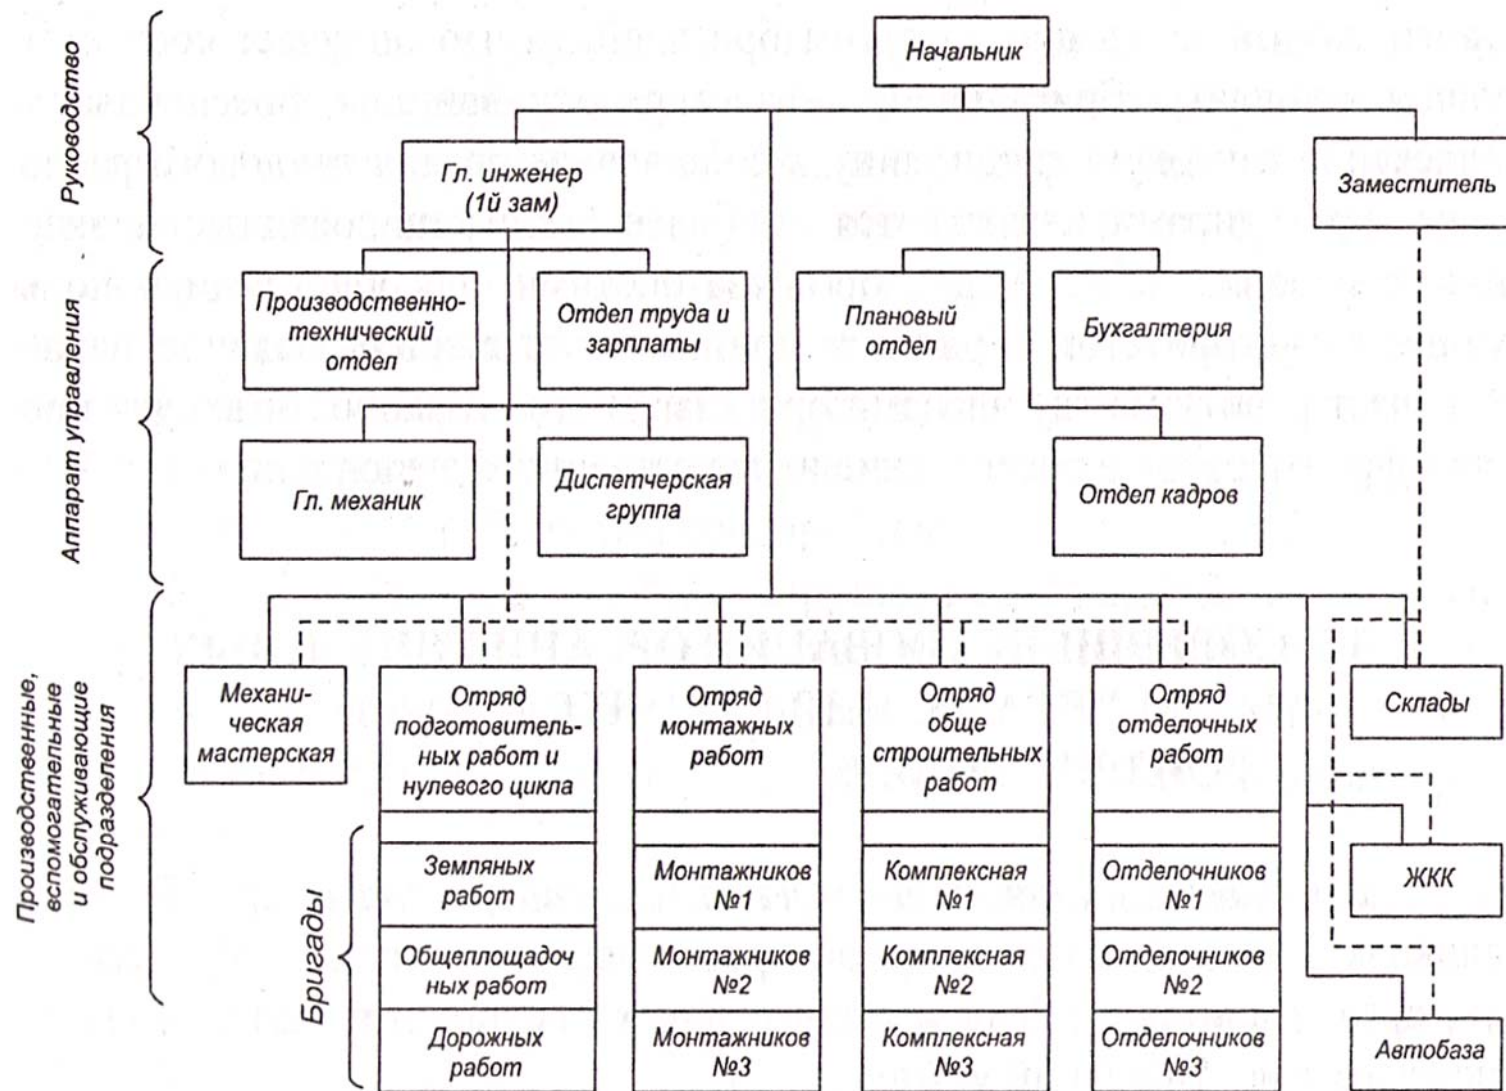 Руководство
Начальник
Гл. инженер
(1й зам)
Заместитель
Аппарат управления
Производственно-
технический
отдел
Отдел труда и
зарплаты
Плановый
отдел
Бухгалтерия
Гл. механик
Диспетчерская
группа
Отдел кадров
Производственные,
вспомогательные
и обслуживающие
подразделения
Механи-
ческая
мастерская
Отряд
подготовитель-
ных работ и
нулевого цикла
Отряд
монтажных
работ
Отряд
обще
строительных
работ
Отряд
отделочных
работ
Склады
Бригады
Земляных
работ
Монтажников
№1
Комплексная
№1
Отделочников
№1
ЖКК
Общеплощадоч
ных работ
Монтажников
№2
Комплексная
№2
Отделочников
№2
Дорожных
работ
Монтажников
№3
Комплексная
№3
Отделочников
№3
Автобаза